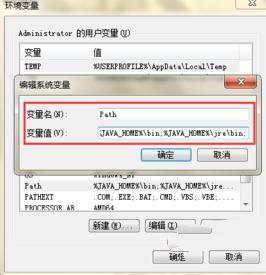 环境变量
Administrator 的用户变量(U)
变量 值
TEMP %USERPROFILE%\AppData\Local\Temp
编辑系统变量
变量名(N): Path
变量值(V): \JAVA_HOME%\bin;%JAVA_HOME%\jre\bin;
确定 取消
Path %JAVA_HOME%\bin;%JAVA_HOME%\jre...
PATHEXT .COM;.EXE;.BAT;.CMD;.VBS;.VBE;....
PROCESSOR_AR AMD64
新建(W)... 编辑(I)
确定 取消